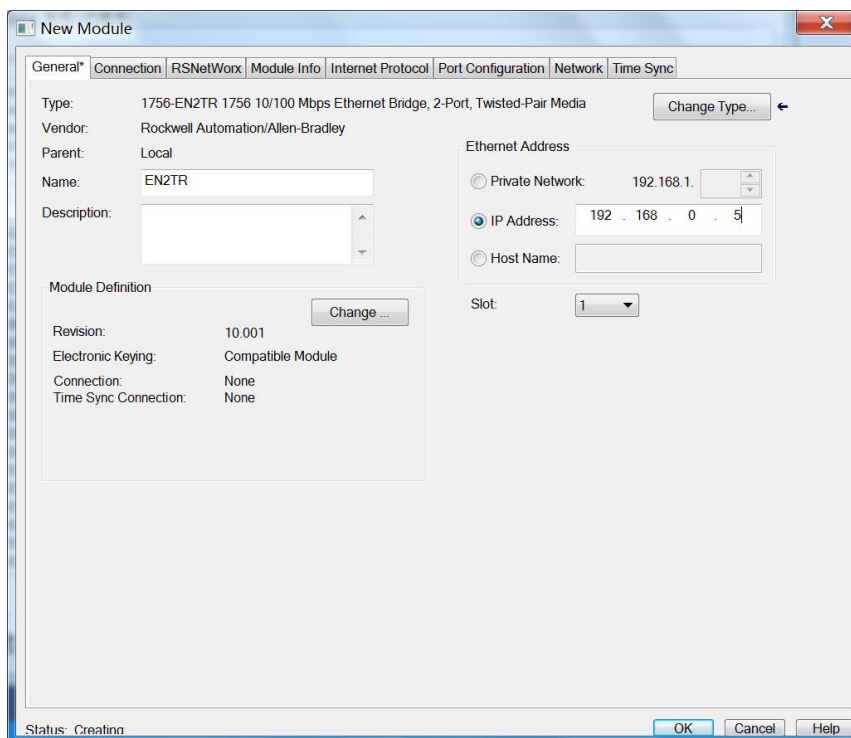 New Module
X
General* Connection RSNetWorx Module Info Internet Protocol Port Configuration Network Time Sync
Type: 1756-EN2TR 1756 10/100 Mbps Ethernet Bridge, 2-Port, Twisted-Pair Media
Change Type...
Vendor: Rockwell Automation/Allen-Bradley
Parent: Local
Name: EN2TR
Description:
Ethernet Address
Private Network: 192.168.1.
IP Address: 192 . 168 . 0 . 5
Host Name:
Slot: 1
Module Definition
Change ...
Revision: 10.001
Electronic Keying: Compatible Module
Connection: None
Time Sync Connection: None
Status: Creating
OK Cancel Help